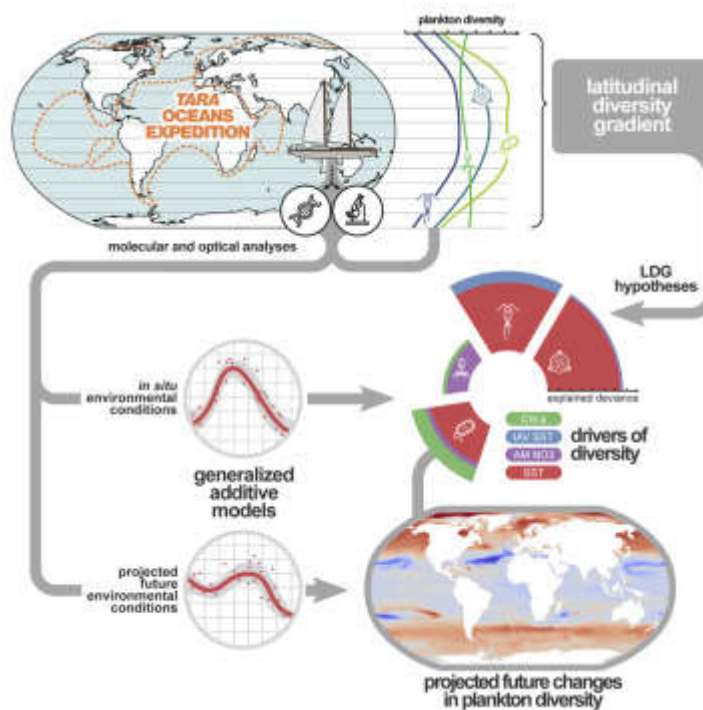 plankton diversity
TARA
OCEANS
EXPEDITION
latitudinal
diversity
gradient
molecular and optical analyses
LDG
hypotheses
in situ
environmental
conditions
explained deviance
Chl a
IAV SST
AM NO3
SST
drivers of
diversity
generalized
additive
models
projected
future
environmental
conditions
projected future changes
in plankton diversity